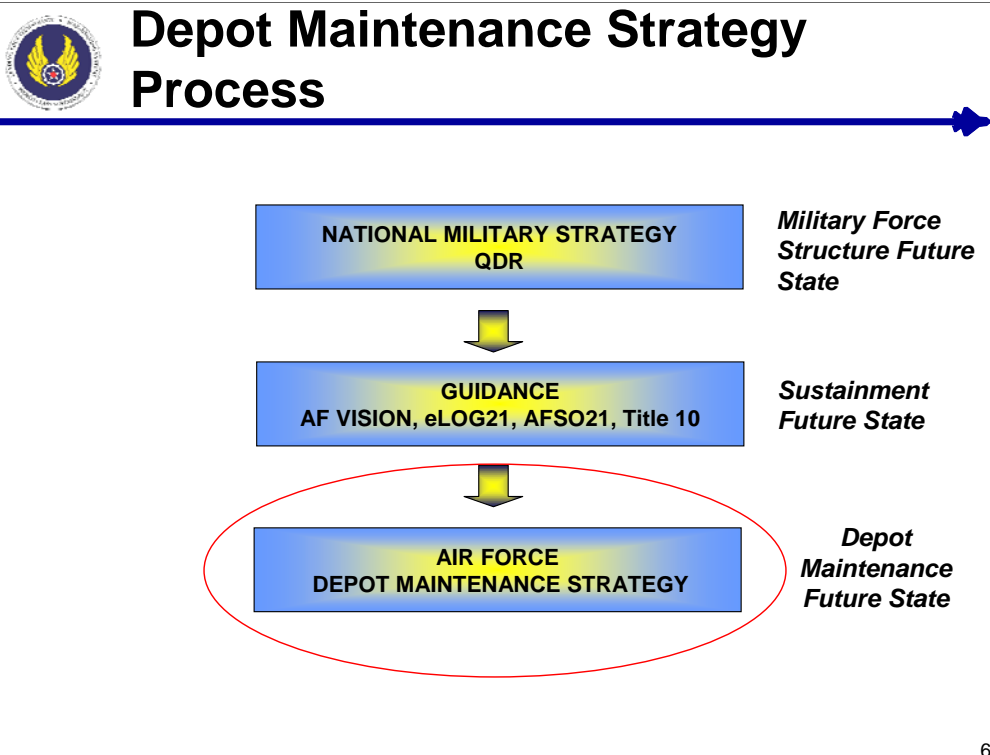 Depot Maintenance Strategy
Process
NATIONAL MILITARY STRATEGY
QDR
Military Force
Structure Future
State
GUIDANCE
AF VISION, eLOG21, AFSO21, Title 10
Sustainment
Future State
AIR FORCE
DEPOT MAINTENANCE STRATEGY
Depot
Maintenance
Future State
6